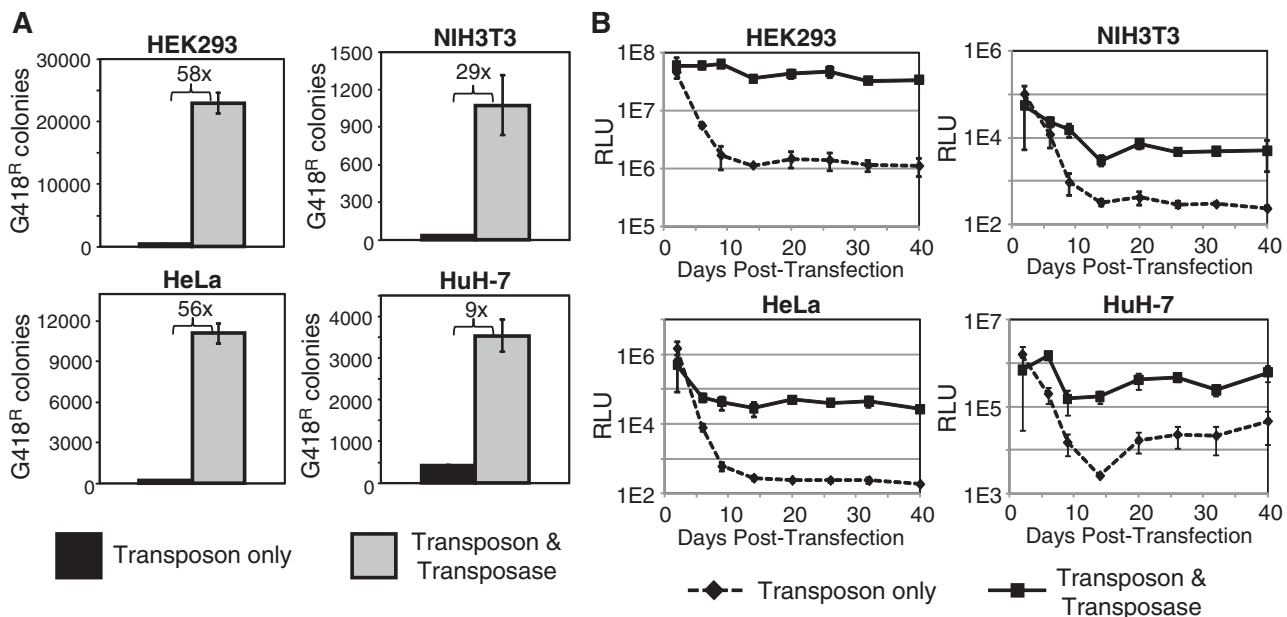 A
HEK293
G418ᴿ colonies
30000
20000
10000
0
58x
NIH3T3
G418ᴿ colonies
1500
1200
900
600
300
0
29x
HeLa
G418ᴿ colonies
12000
9000
6000
3000
0
56x
HuH-7
G418ᴿ colonies
4000
3000
2000
1000
0
9x
Transposon only
Transposon &
Transposase
B
HEK293
RLU
1E8
1E7
1E6
1E5
0 10 20 30 40
Days Post-Transfection
NIH3T3
RLU
1E6
1E4
1E2
0 10 20 30 40
Days Post-Transfection
HeLa
RLU
1E6
1E4
1E2
0 10 20 30 40
Days Post-Transfection
HuH-7
RLU
1E7
1E5
1E3
0 10 20 30 40
Days Post-Transfection
Transposon only
Transposon &
Transposase